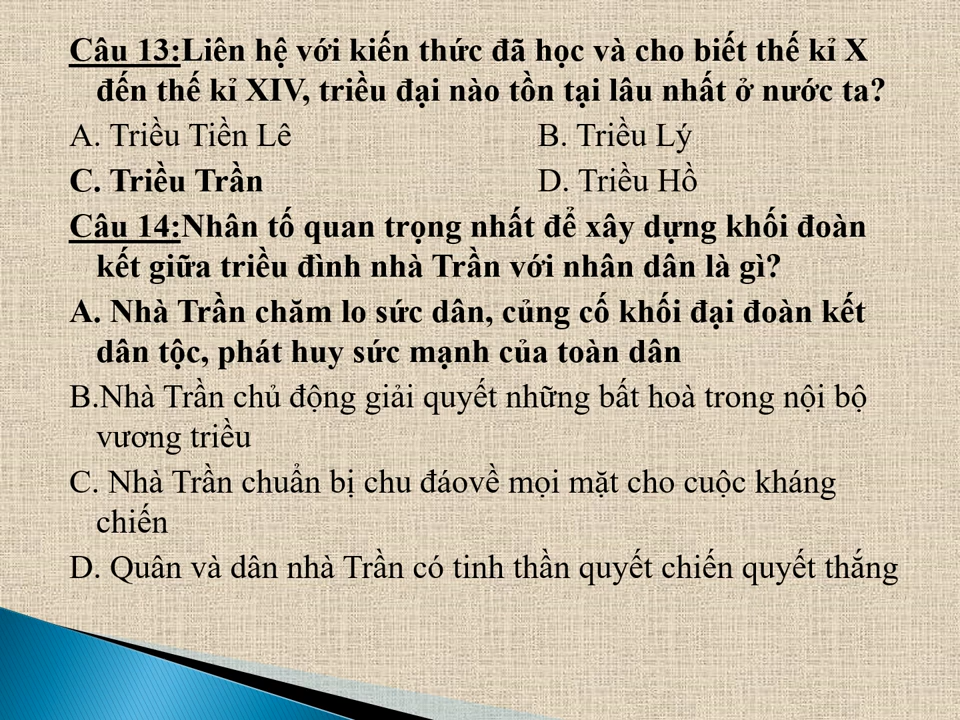 Câu 13:Liên hệ với kiến thức đã học và cho biết thế kỉ X
đến thế kỉ XIV, triều đại nào tồn tại lâu nhất ở nước ta?
A. Triều Tiền Lê B. Triều Lý
C. Triều Trần D. Triều Hồ
Câu 14:Nhân tố quan trọng nhất để xây dựng khối đoàn
kết giữa triều đình nhà Trần với nhân dân là gì?
A. Nhà Trần chăm lo sức dân, củng cố khối đại đoàn kết
dân tộc, phát huy sức mạnh của toàn dân
B.Nhà Trần chủ động giải quyết những bất hoà trong nội bộ
vương triều
C. Nhà Trần chuẩn bị chu đáovề mọi mặt cho cuộc kháng
chiến
D. Quân và dân nhà Trần có tinh thần quyết chiến quyết thắng